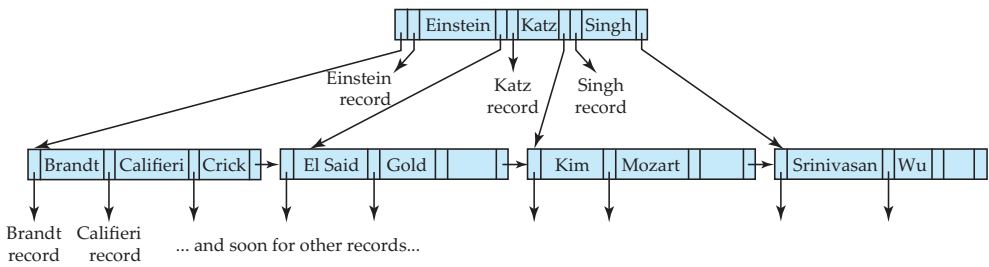 Einstein Katz Singh
Einstein
record
Katz
record
Singh
record
Brandt Califieri Crick El Said Gold Kim Mozart Srinivasan Wu
Brandt
record
Califieri
record
... and soon for other records...